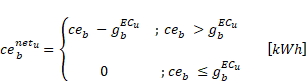 ce_b^{net_u} = { ce_b − g_b^{EC_u} ; ce_b > g_b^{EC_u}
0 ; ce_b ≤ g_b^{EC_u} [kWh]